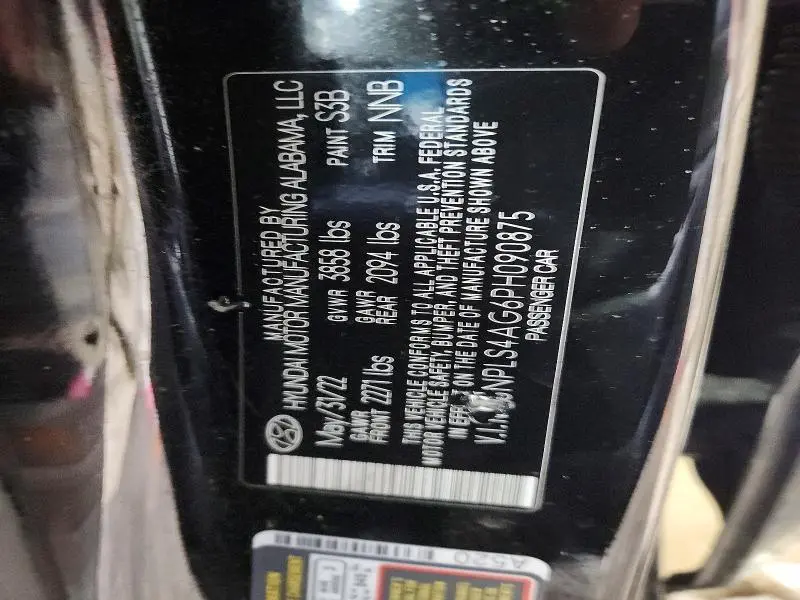 MANUFACTURED BY
HYUNDAI MOTOR MANUFACTURING ALABAMA, LLC
May/31/22 GVWR 3858 lbs PAINT S3B
GAWR FRONT 2271 lbs GAWR REAR 2094 lbs TRIM NNB
THIS VEHICLE CONFORMS TO ALL APPLICABLE U.S.A. FEDERAL
MOTOR VEHICLE SAFETY, BUMPER, AND THEFT PREVENTION STANDARDS
IN ON THE DATE OF MANUFACTURE SHOWN ABOVE
NPLS4AG6PH090875
PASSENGER CAR
A520